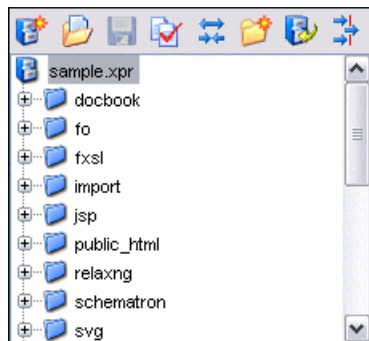 sample.xpr
docbook
fo
fxsl
import
jsp
public_html
relaxng
schematron
svg